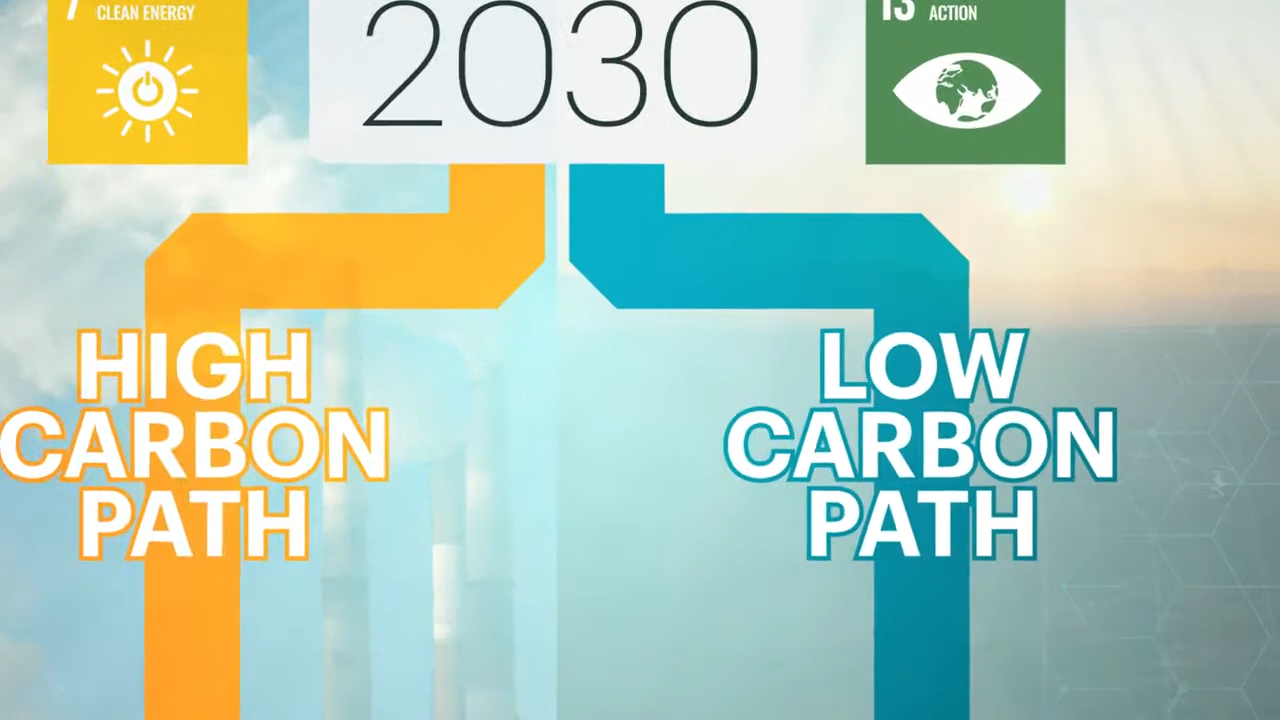 7 CLEAN ENERGY
2030
13 ACTION
HIGH
CARBON
PATH
LOW
CARBON
PATH